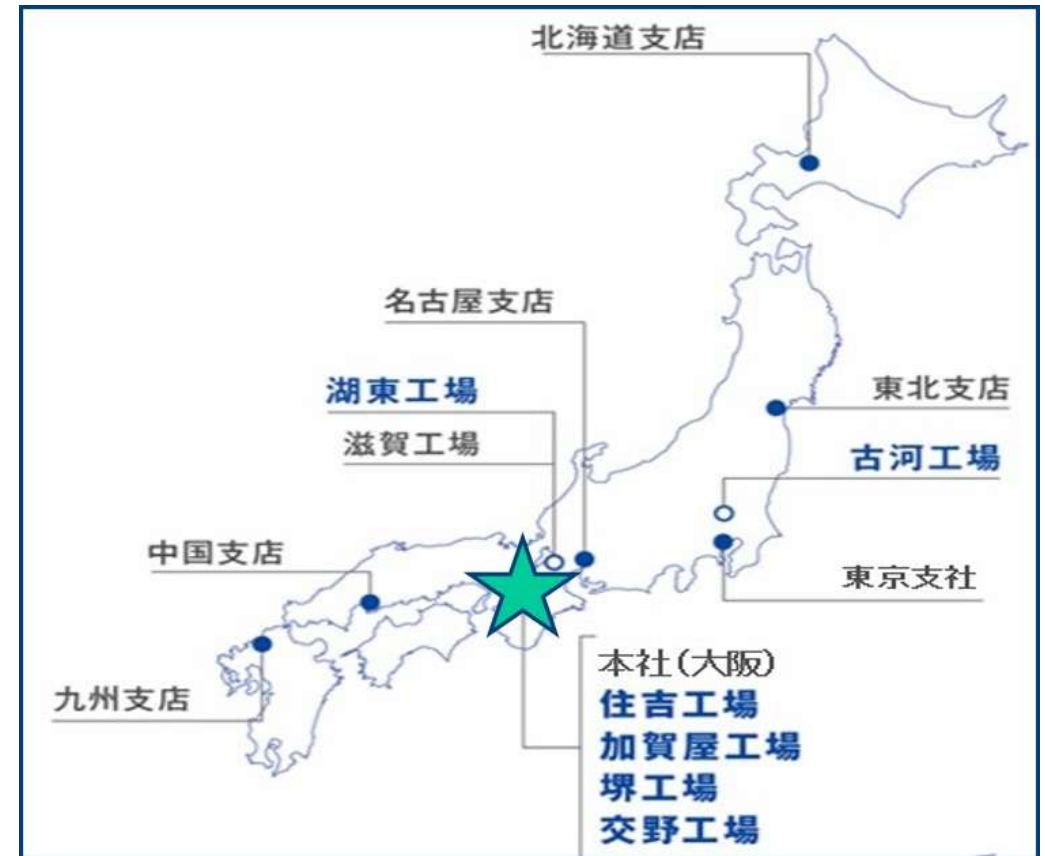 北海道支店
名古屋支店
湖東工場
滋賀工場
東北支店
古河工場
中国支店
東京支社
九州支店
本社(大阪)
住吉工場
加賀屋工場
堺工場
交野工場